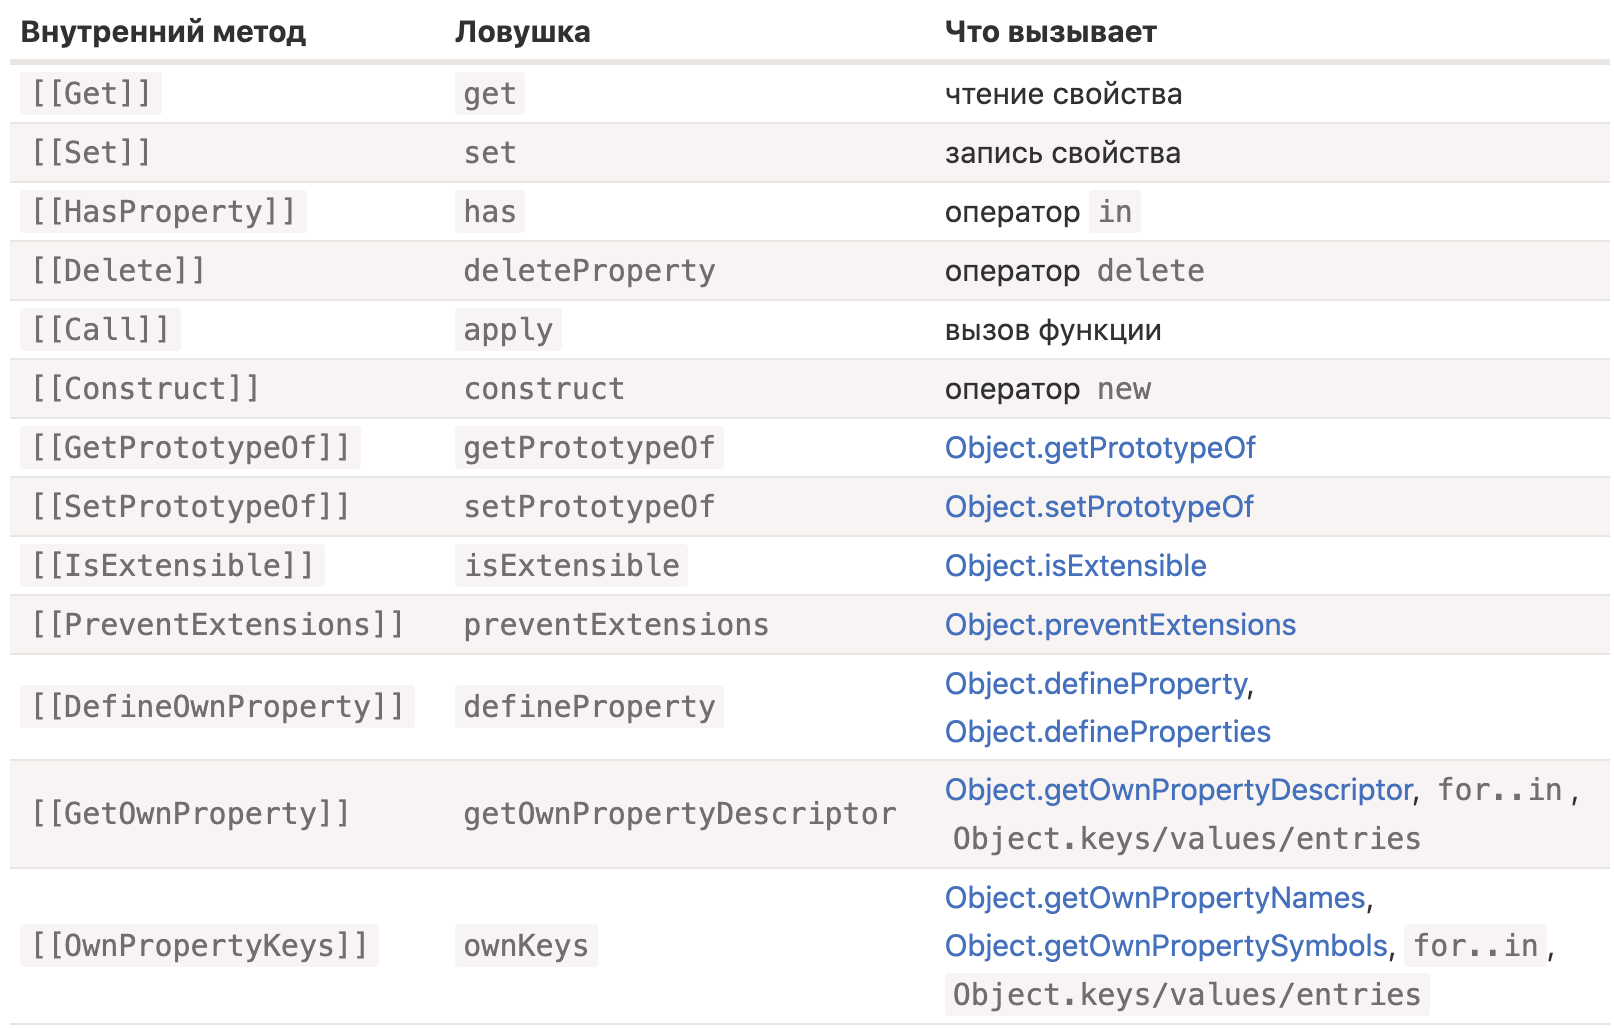 Внутренний метод Ловушка Что вызывает
[[Get]] get чтение свойства
[[Set]] set запись свойства
[[HasProperty]] has оператор in
[[Delete]] deleteProperty оператор delete
[[Call]] apply вызов функции
[[Construct]] construct оператор new
[[GetPrototypeOf]] getPrototypeOf Object.getPrototypeOf
[[SetPrototypeOf]] setPrototypeOf Object.setPrototypeOf
[[IsExtensible]] isExtensible Object.isExtensible
[[PreventExtensions]] preventExtensions Object.preventExtensions
[[DefineOwnProperty]] defineProperty Object.defineProperty,
Object.defineProperties
[[GetOwnProperty]] getOwnPropertyDescriptor Object.getOwnPropertyDescriptor, for..in,
Object.keys/values/entries
[[OwnPropertyKeys]] ownKeys Object.getOwnPropertyNames,
Object.getOwnPropertySymbols, for..in,
Object.keys/values/entries